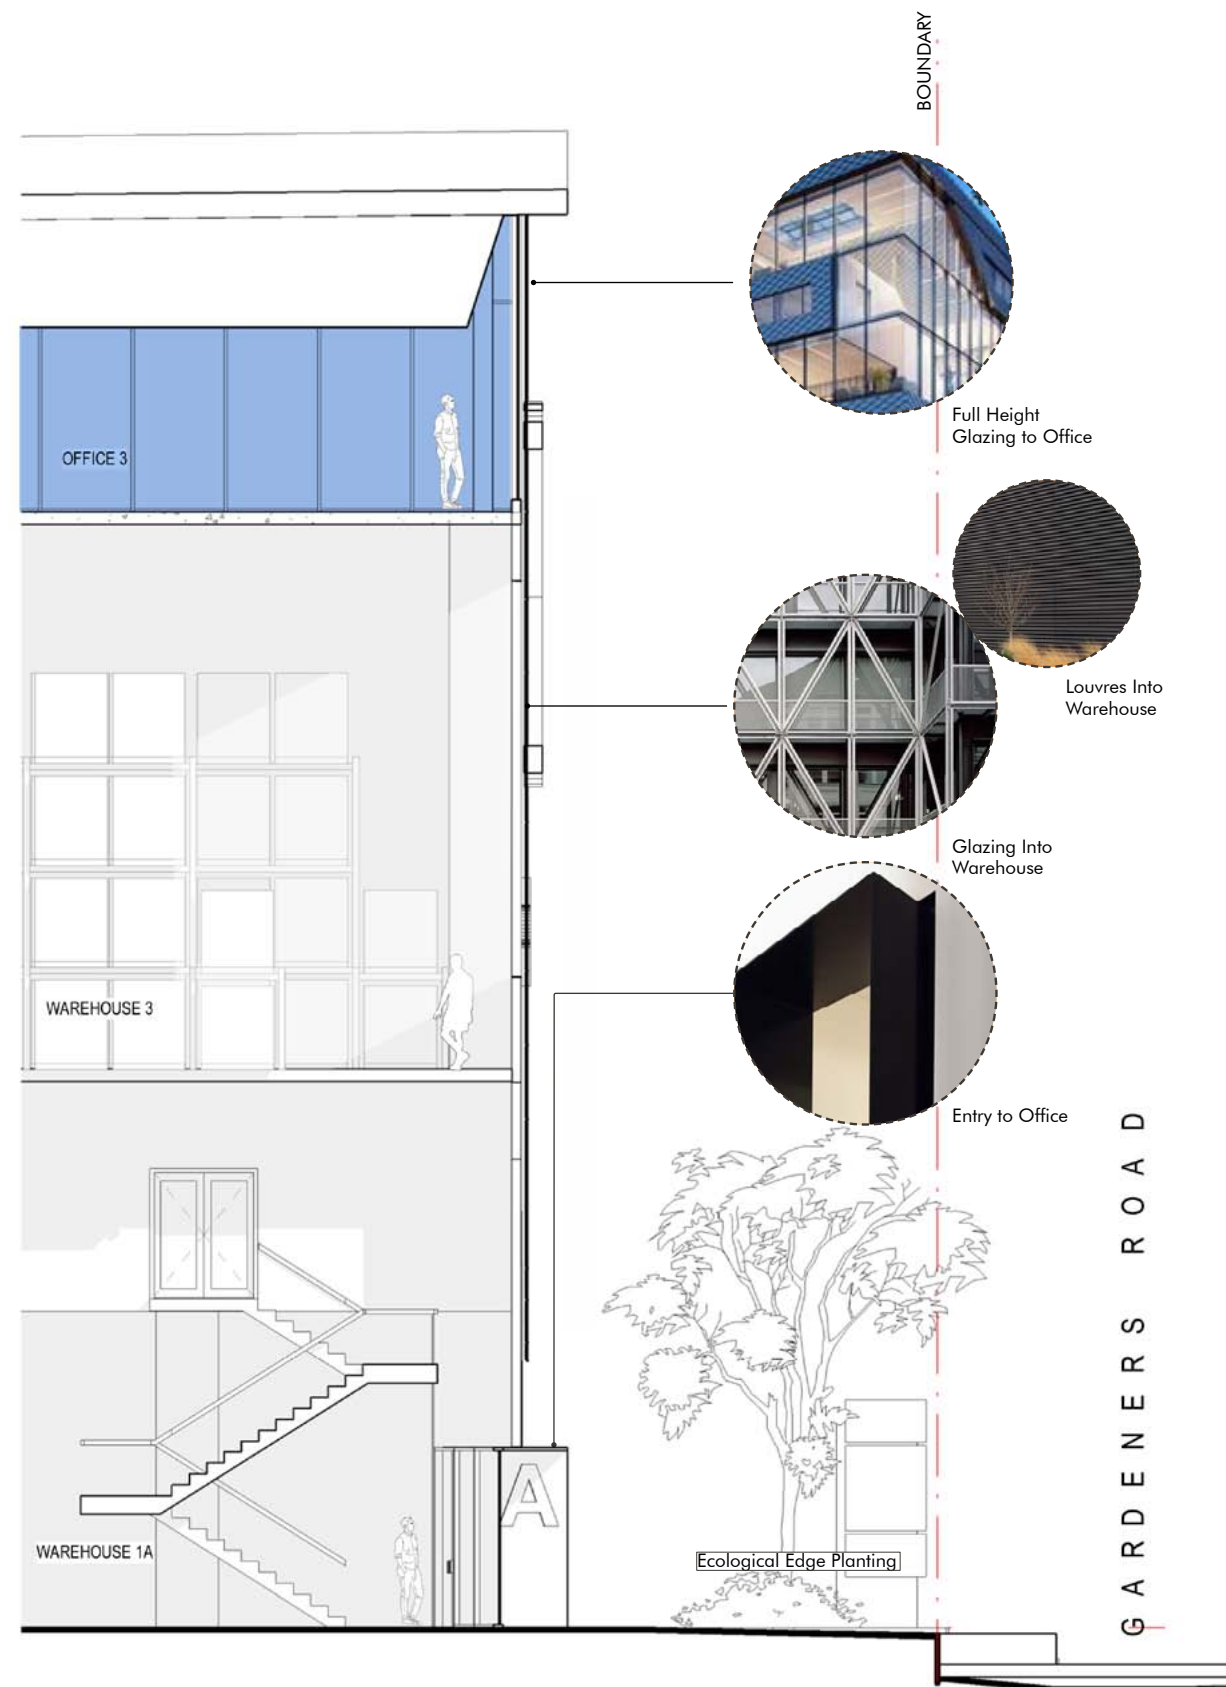 BOUNDARY
Full Height
Glazing to Office
OFFICE 3
Louvres Into
Warehouse
Glazing Into
Warehouse
WAREHOUSE 3
Entry to Office
GARDENERS ROAD
A
WAREHOUSE 1A
Ecological Edge Planting